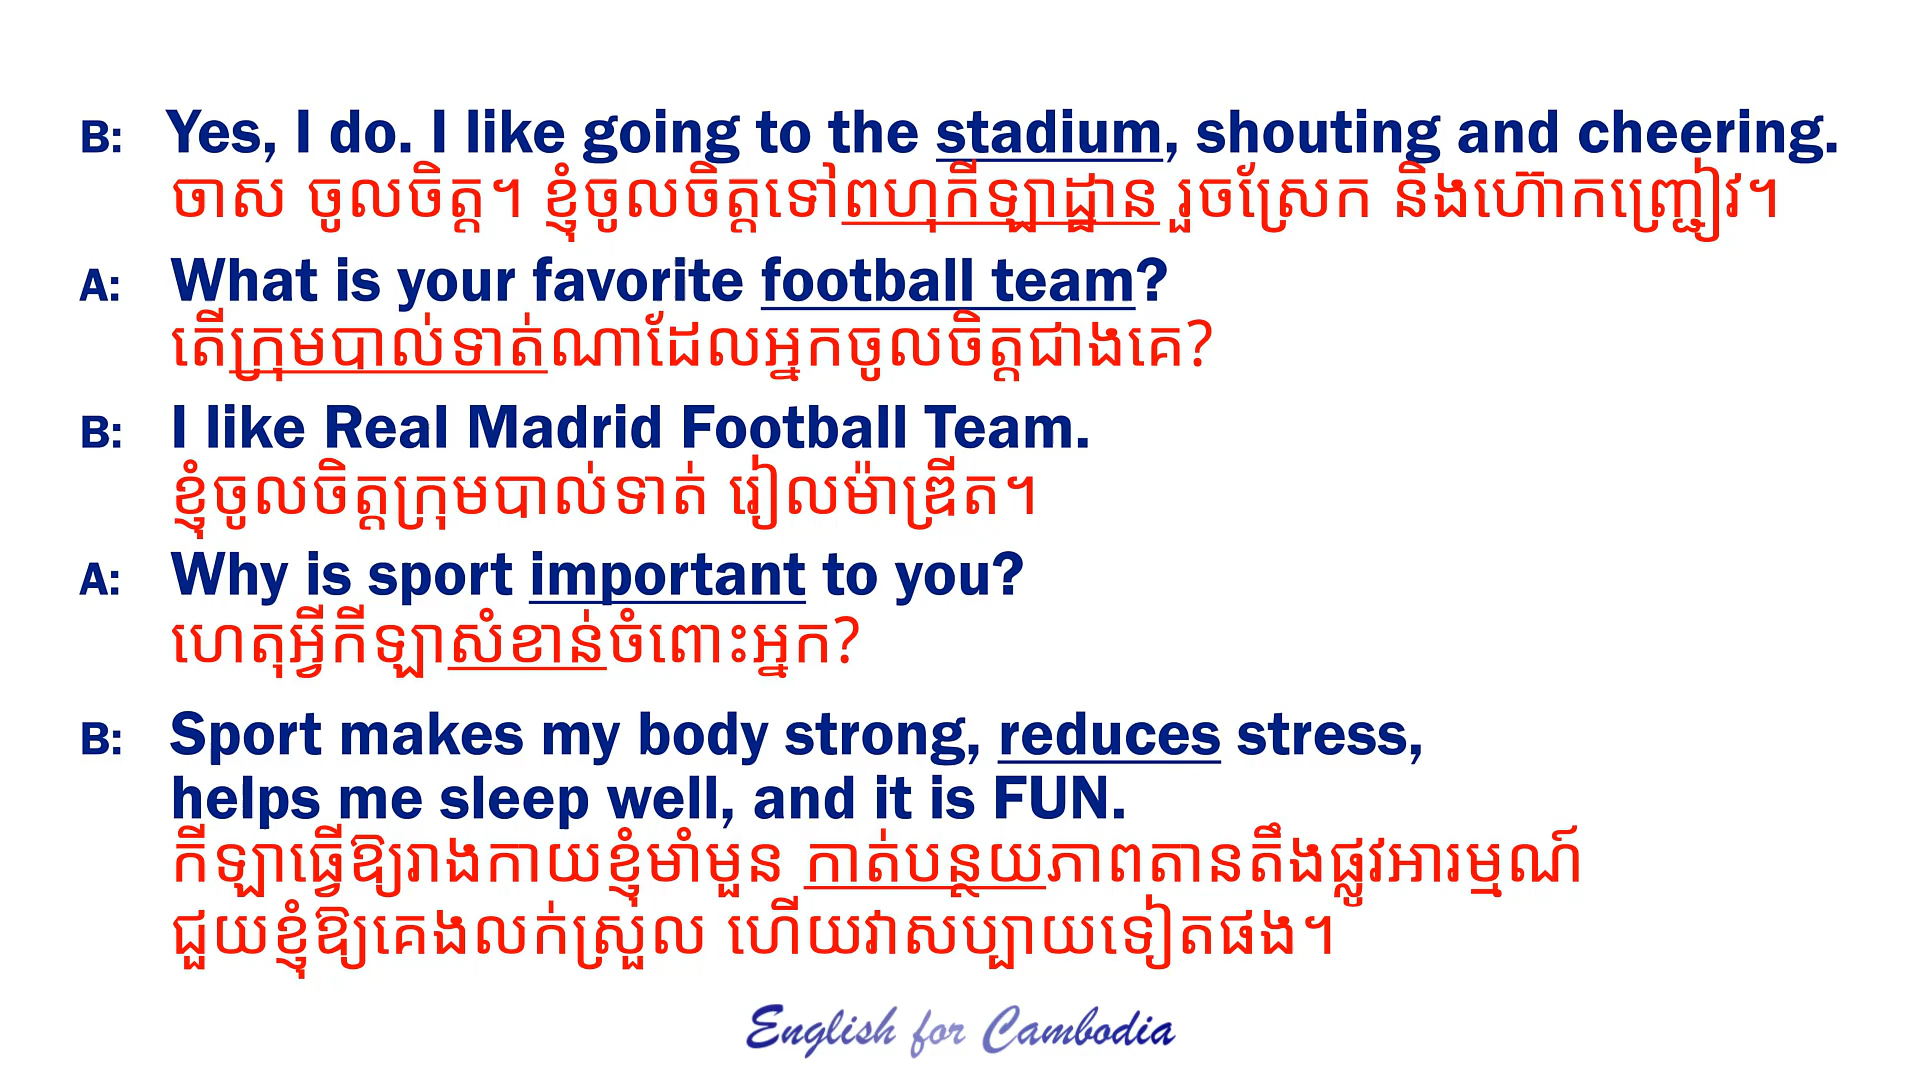 B: Yes, I do. I like going to the stadium, shouting and cheering.
ចាស ចូលចិត្ត។ ខ្ញុំចូលចិត្តទៅពហុកីឡាដ្ឋាន រួចស្រែក និងហ៊ោកញ្ជ្រៀវ។
A: What is your favorite football team?
តើក្រុមបាល់ទាត់ណាដែលអ្នកចូលចិត្តជាងគេ?
B: I like Real Madrid Football Team.
ខ្ញុំចូលចិត្តក្រុមបាល់ទាត់ រៀលម៉ាឌ្រីត។
A: Why is sport important to you?
ហេតុអ្វីកីឡាសំខាន់ចំពោះអ្នក?
B: Sport makes my body strong, reduces stress,
helps me sleep well, and it is FUN.
កីឡាធ្វើឱ្យរាងកាយខ្ញុំមាំមួន កាត់បន្ថយភាពតានតឹងផ្លូវអារម្មណ៍
ជួយខ្ញុំឱ្យគេងលក់ស្រួល ហើយវាសប្បាយទៀតផង។
English for Cambodia